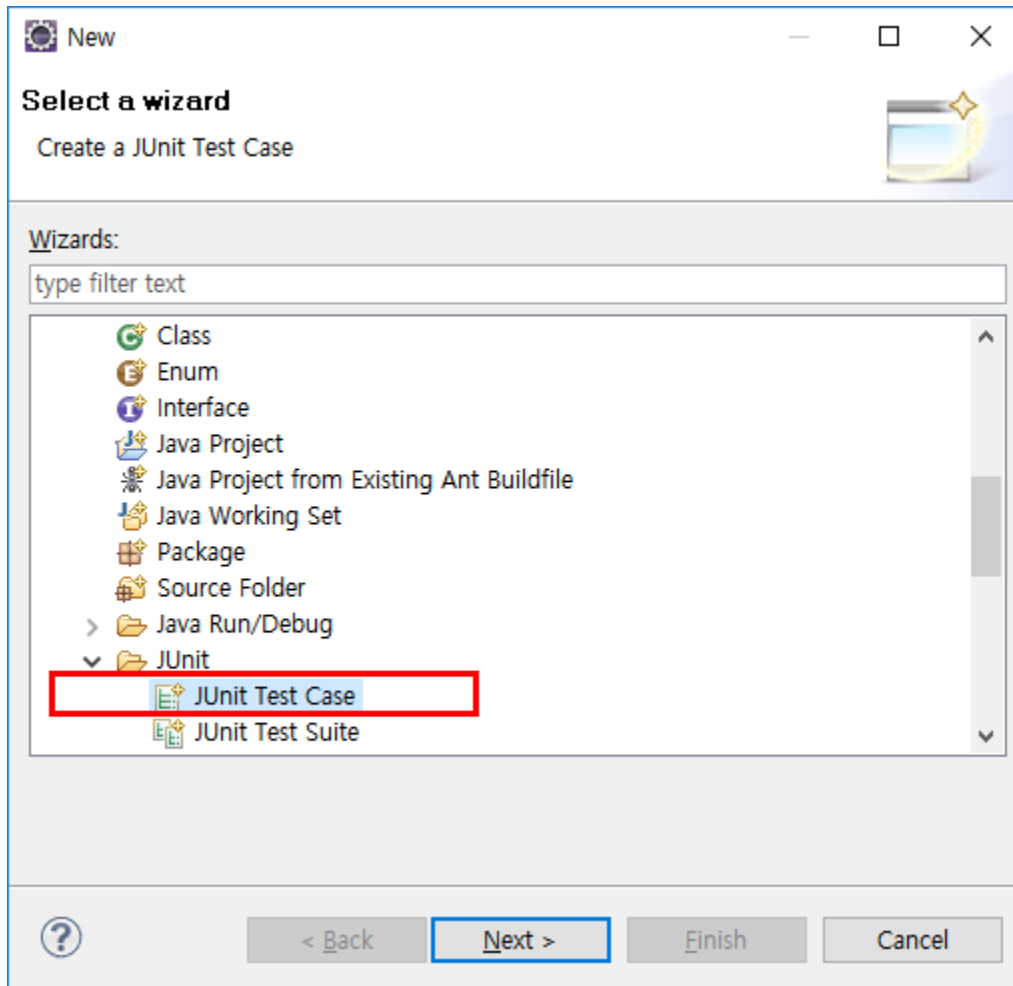 New
Select a wizard
Create a JUnit Test Case
Wizards:
type filter text
Class
Enum
Interface
Java Project
Java Project from Existing Ant Buildfile
Java Working Set
Package
Source Folder
Java Run/Debug
JUnit
JUnit Test Case
JUnit Test Suite
< Back Next > Finish Cancel